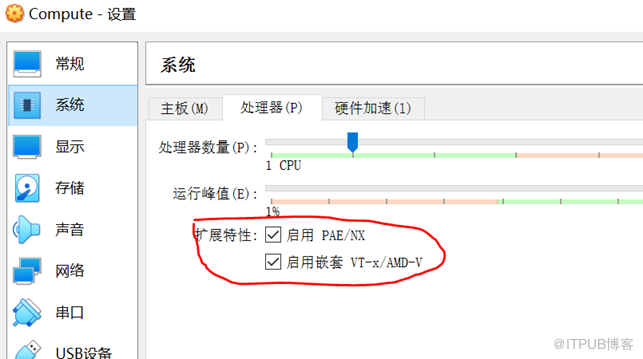 Compute - 设置
常规
系统
显示
存储
声音
网络
串口
USB设备
系统
主板(M) 处理器(P) 硬件加速(l)
处理器数量(P):
1 CPU
运行峰值(E):
1%
扩展特性: 启用 PAE/NX
启用嵌套 VT-x/AMD-V
@ITPUB博客